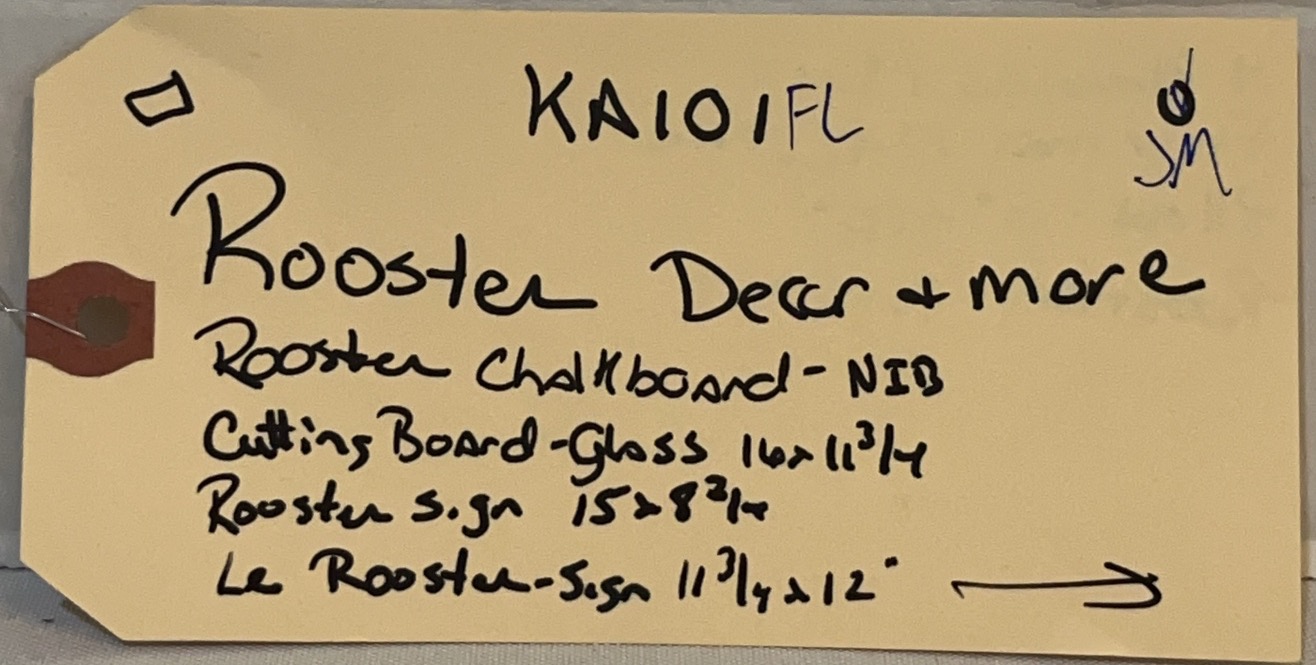 KA101FL
JM
Rooster Decor + more
Rooster Chalkboard - NIB
Cutting Board - Glass 16x11 3/4
Rooster Sign 15x8 3/4
Le Rooster - Sign 11 3/4 x 12"